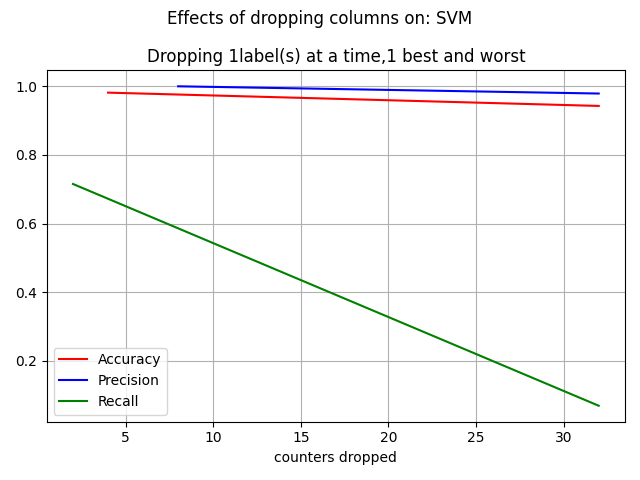 Effects of dropping columns on: SVM
Dropping 1label(s) at a time,1 best and worst
1.0
0.8
0.6
0.4
0.2
Accuracy
Precision
Recall
5 10 15 20 25 30
counters dropped